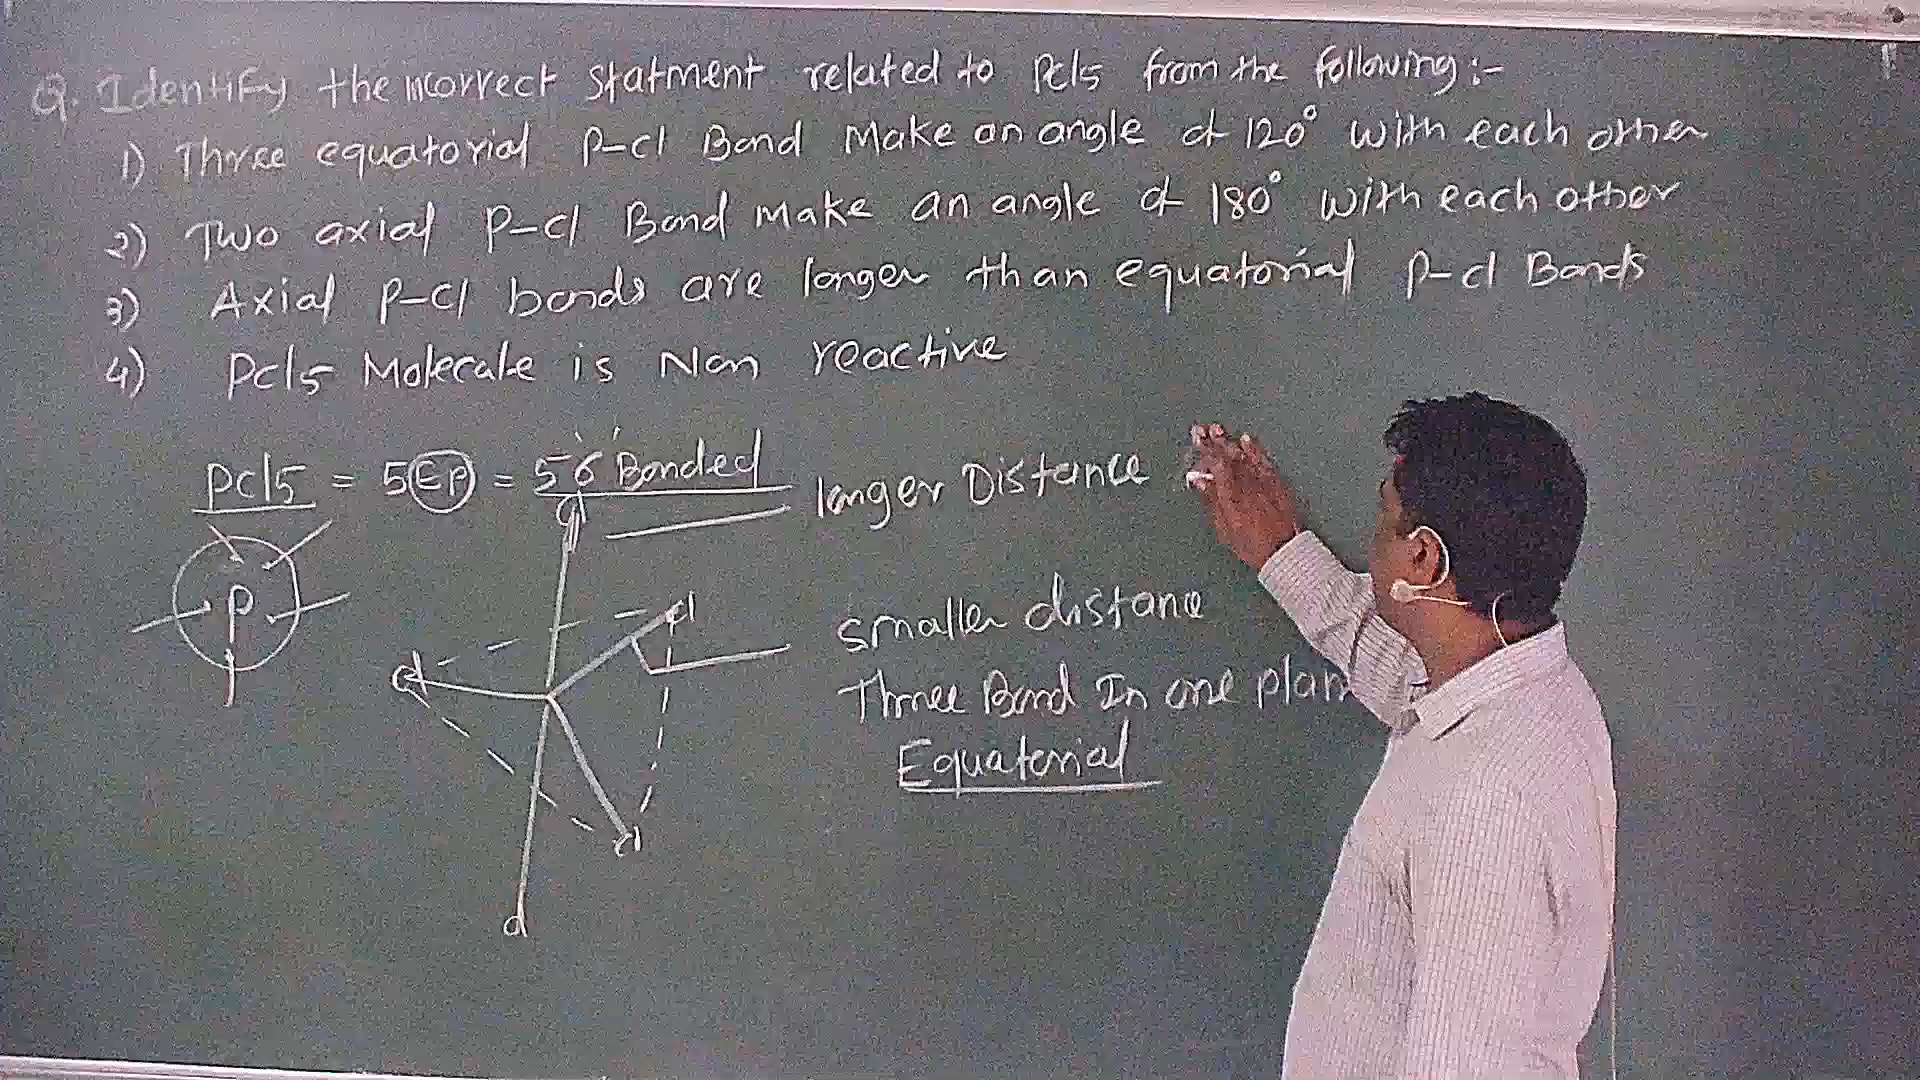 Q. Identify the incorrect statment related to Pcl5 from the following :-
1) Three equatorial P-cl Bond Make an angle of 120° with each other
2) Two axial P-cl Bond Make an angle of 180° with each other
3) Axial P-cl bonds are longer than equatorial P-cl Bonds
4) Pcl5 Molecule is Non reactive
Pcl5 = 5 EP = 5 6 Bonded
longer Distance
P
cl
cl
cl
smaller distance
Three Bond In one plan
Equatorial
cl
cl